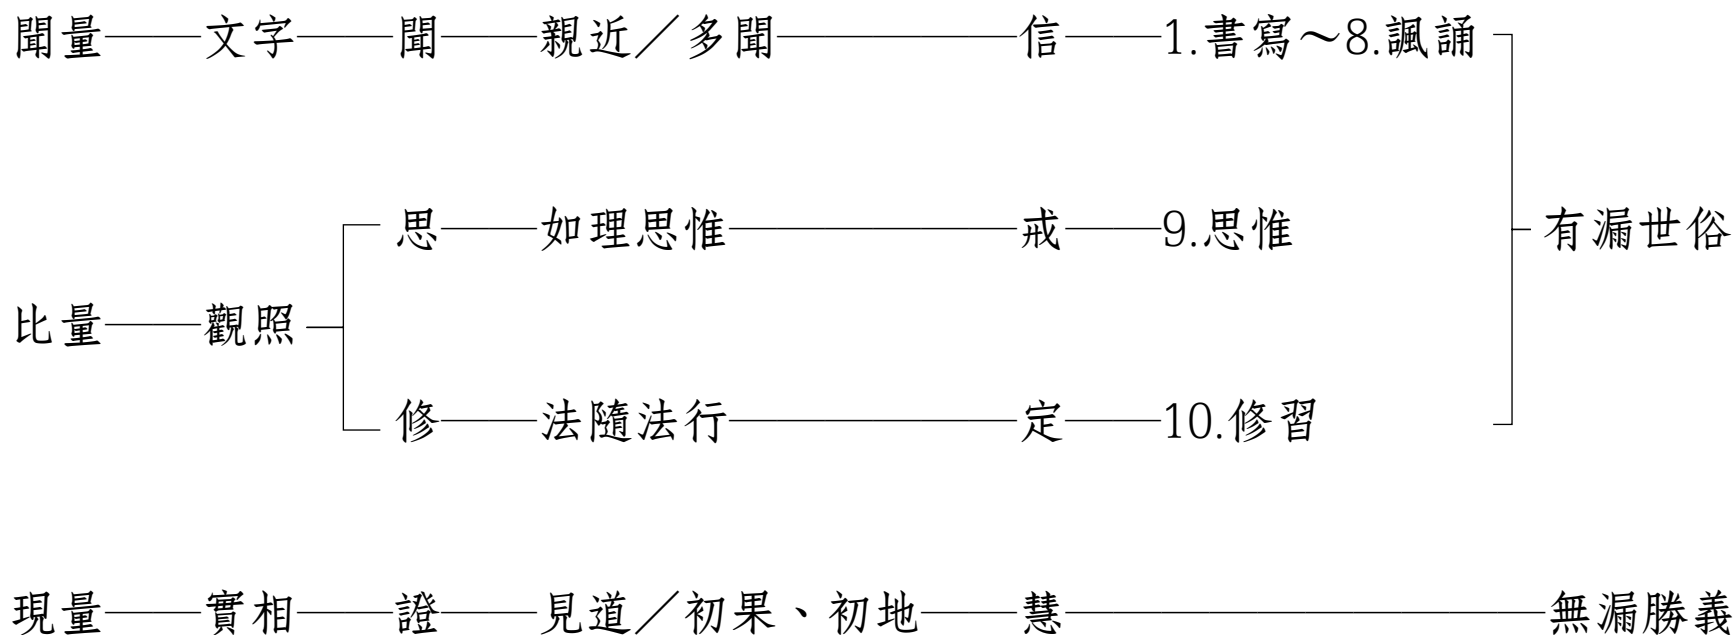 聞量──文字──聞──親近／多聞─────信──1.書寫～8.諷誦
思──如理思惟──────戒──9.思惟
有漏世俗
比量──觀照
修──法隨法行──────定──10.修習
現量──實相──證──見道／初果、初地──慧──────────無漏勝義